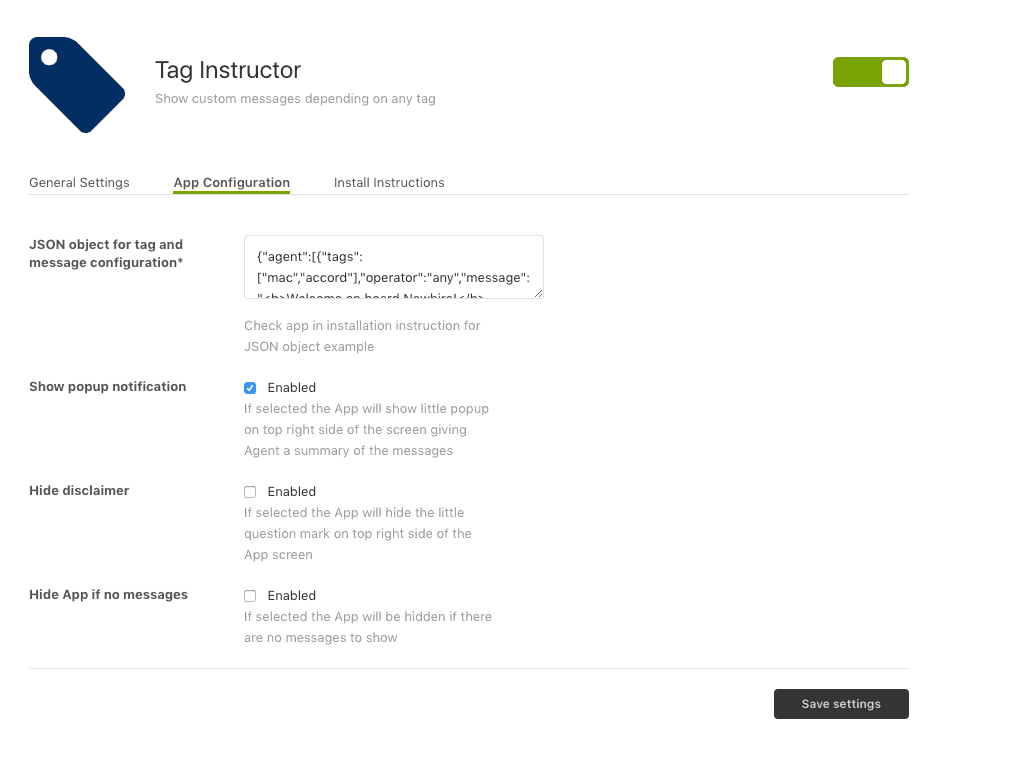 Tag Instructor
Show custom messages depending on any tag
General Settings
App Configuration
Install Instructions
JSON object for tag and
message configuration*
{"agent":[{"tags":
["mac","accord"],"operator":"any","message":
"<b>Welcome on board Newhire!</b>
Check app in installation instruction for
JSON object example
Show popup notification
Enabled
If selected the App will show little popup
on top right side of the screen giving
Agent a summary of the messages
Hide disclaimer
Enabled
If selected the App will hide the little
question mark on top right side of the
App screen
Hide App if no messages
Enabled
If selected the App will be hidden if there
are no messages to show
Save settings